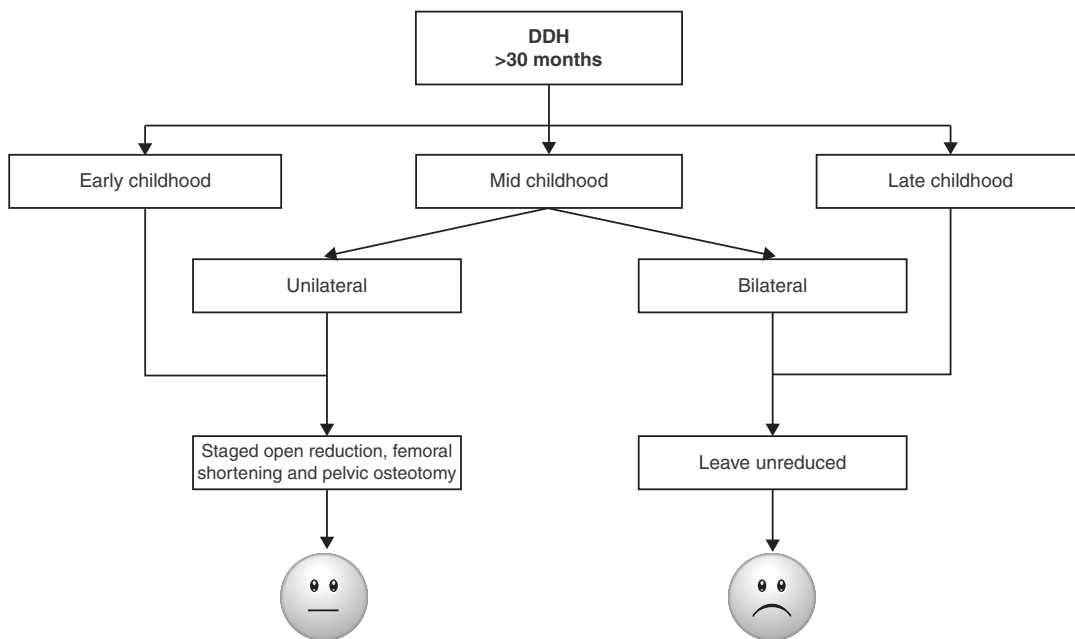 DDH
>30 months
Early childhood
Mid childhood
Late childhood
Unilateral
Bilateral
Staged open reduction, femoral
shortening and pelvic osteotomy
Leave unreduced